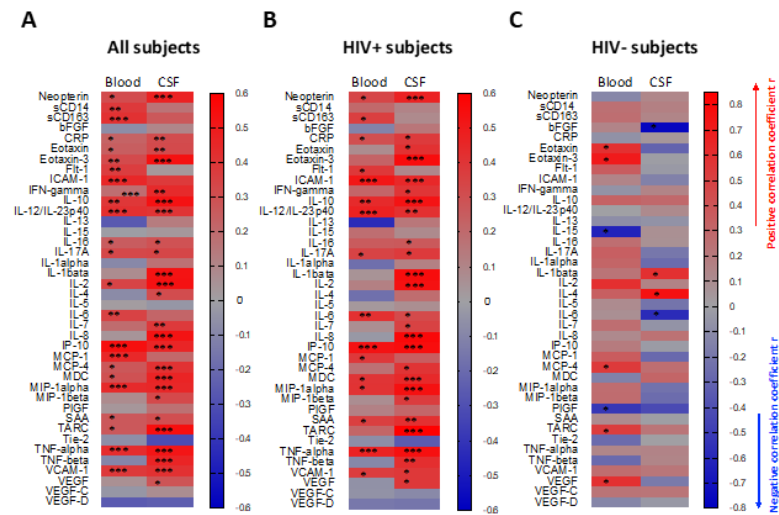 A
All subjects
Blood CSF
Neopterin
sCD14
sCD163
bFGF
CRP
Eotaxin
Eotaxin-3
Flt-1
ICAM-1
IFN-gamma
IL-10
IL-12/IL-23p40
IL-13
IL-15
IL-16
IL-17A
IL-1alpha
IL-1bata
IL-2
IL-4
IL-5
IL-6
IL-7
IL-8
IP-10
MCP-1
MCP-4
MDC
MIP-1alpha
MIP-1beta
PIGF
SAA
TARC
Tie-2
TNF-alpha
TNF-beta
VCAM-1
VEGF
VEGF-C
VEGF-D
0.6
0.5
0.4
0.3
0.2
0.1
0
-0.1
-0.2
-0.3
-0.4
-0.5
-0.6
B
HIV+ subjects
Blood CSF
Neopterin
sCD14
sCD163
bFGF
CRP
Eotaxin
Eotaxin-3
Flt-1
ICAM-1
IFN-gamma
IL-10
IL-12/IL-23p40
IL-13
IL-15
IL-16
IL-17A
IL-1alpha
IL-1bata
IL-2
IL-4
IL-5
IL-6
IL-7
IL-8
IP-10
MCP-1
MCP-4
MDC
MIP-1alpha
MIP-1beta
PIGF
SAA
TARC
Tie-2
TNF-alpha
TNF-beta
VCAM-1
VEGF
VEGF-C
VEGF-D
0.6
0.5
0.4
0.3
0.2
0.1
0
-0.1
-0.2
-0.3
-0.4
-0.5
-0.6
C
HIV- subjects
Blood CSF
Neopterin
sCD14
sCD163
bFGF
CRP
Eotaxin
Eotaxin-3
Flt-1
ICAM-1
IFN-gamma
IL-10
IL-12/IL-23p40
IL-13
IL-15
IL-16
IL-17A
IL-1alpha
IL-1bata
IL-2
IL-4
IL-5
IL-6
IL-7
IL-8
IP-10
MCP-1
MCP-4
MDC
MIP-1alpha
MIP-1beta
PIGF
SAA
TARC
Tie-2
TNF-alpha
TNF-beta
VCAM-1
VEGF
VEGF-C
VEGF-D
0.8
0.7
0.6
0.5
0.4
0.3
0.2
0.1
0
-0.1
-0.2
-0.3
-0.4
-0.5
-0.6
-0.7
-0.8
Positive correlation coefficient r
Negative correlation coefficient r